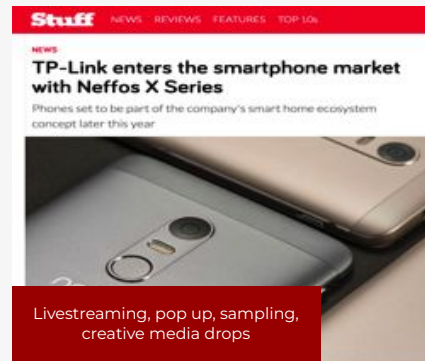 Stuff NEWS REVIEWS FEATURES TOP 10s
NEWS
TP-Link enters the smartphone market
with Neffos X Series
Phones set to be part of the company's smart home ecosystem
concept later this year
Livestreaming, pop up, sampling,
creative media drops